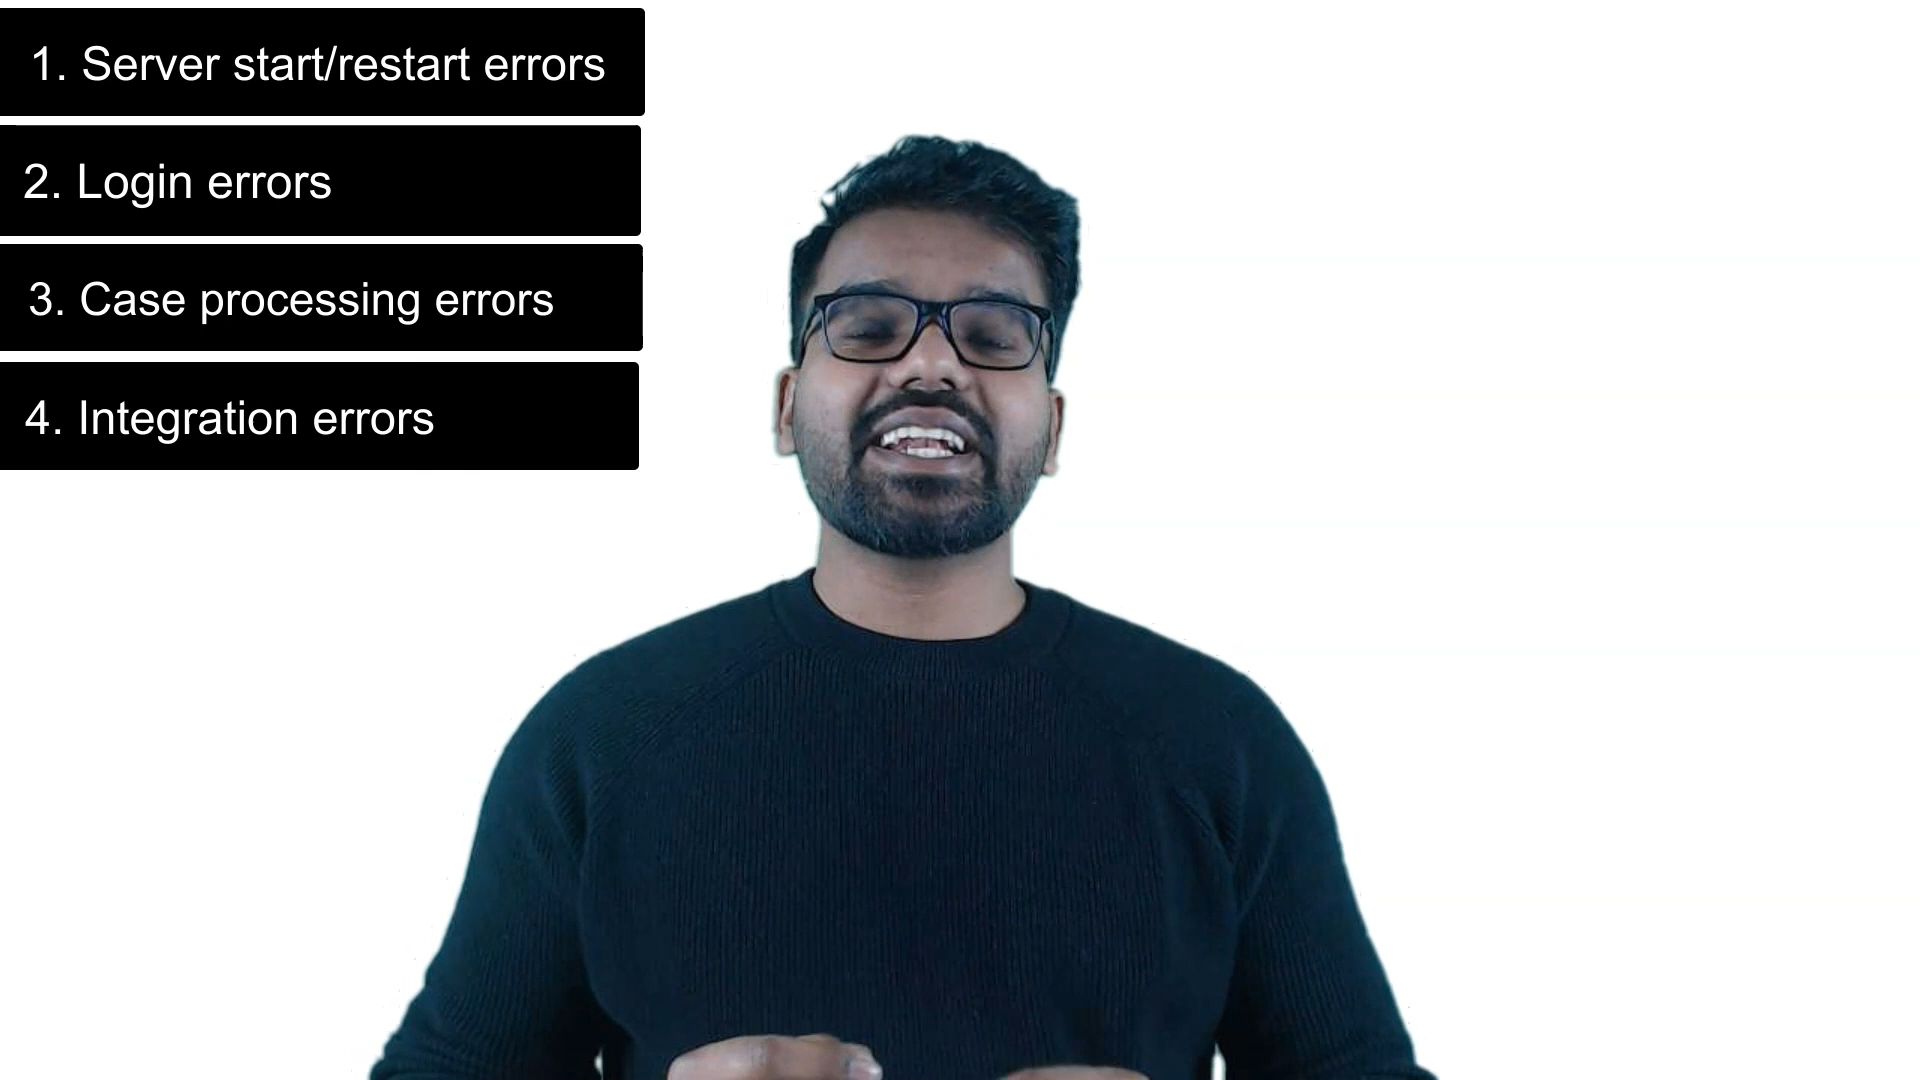 1. Server start/restart errors
2. Login errors
3. Case processing errors
4. Integration errors